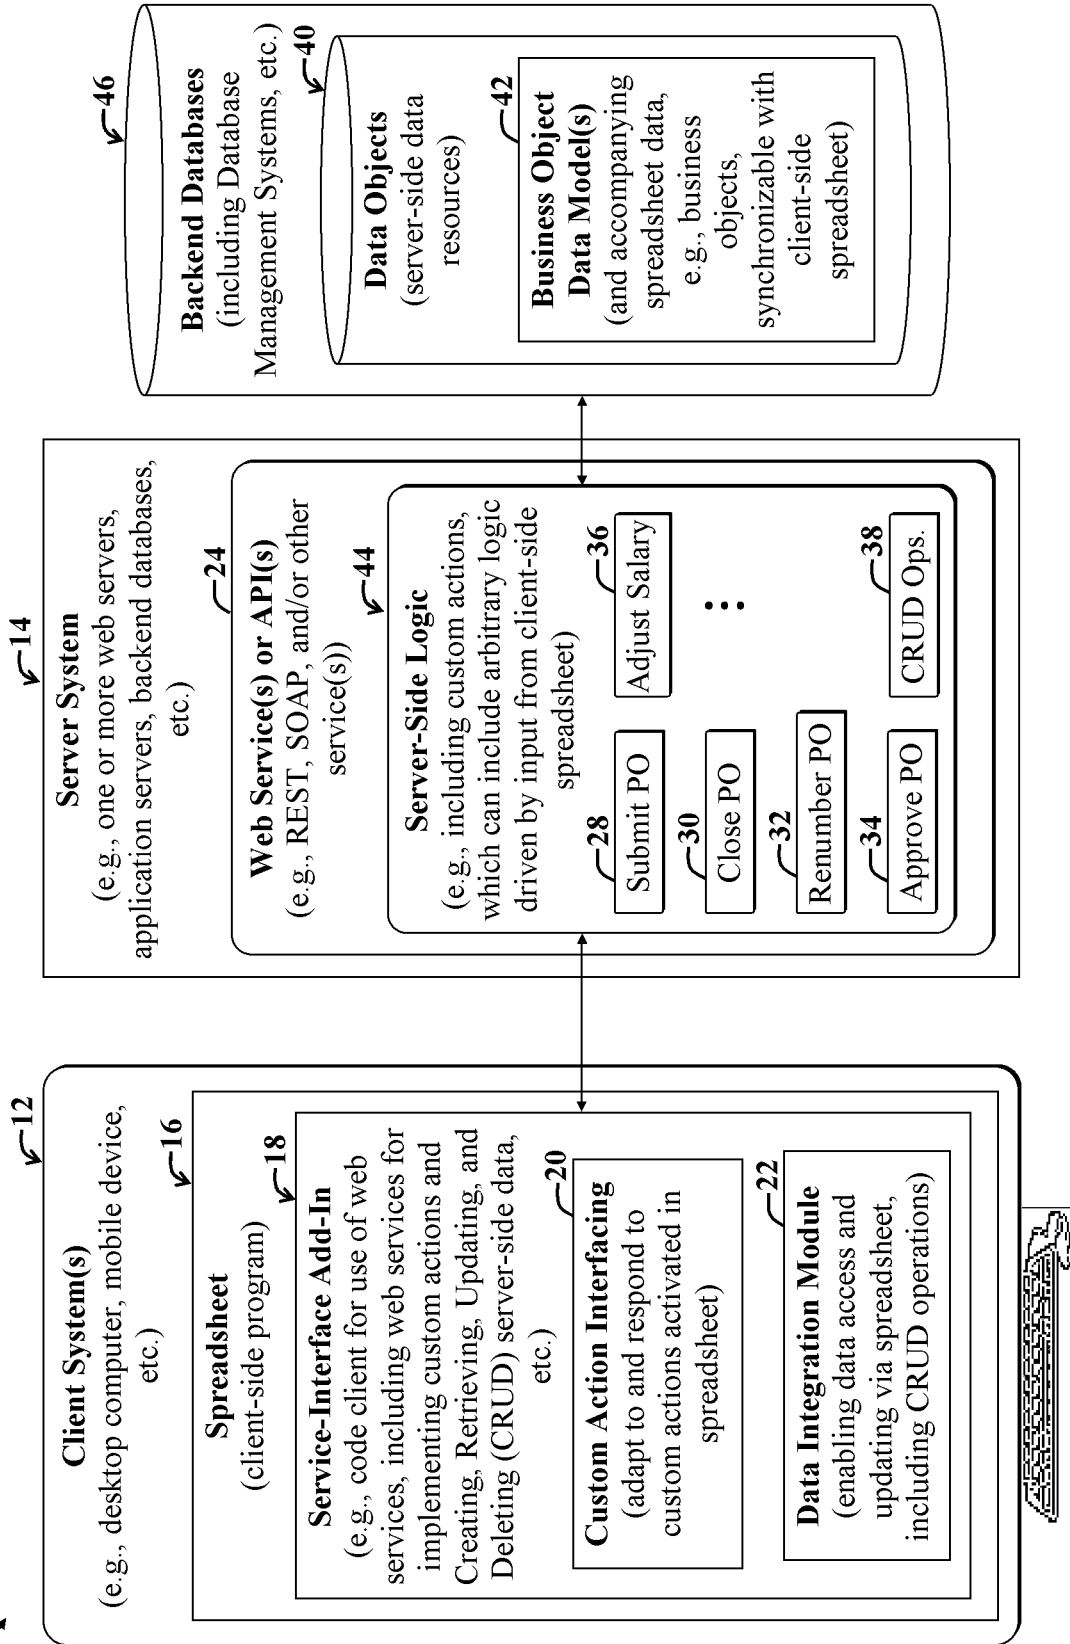 12
Client System(s)
(e.g., desktop computer, mobile device,
etc.)
16
Spreadsheet
(client-side program)
18
Service-Interface Add-In
(e.g., code client for use of web
services, including web services for
implementing custom actions and
Creating, Retrieving, Updating, and
Deleting (CRUD) server-side data,
etc.)
20
Custom Action Interfacing
(adapt to and respond to
custom actions activated in
spreadsheet)
22
Data Integration Module
(enabling data access and
updating via spreadsheet,
including CRUD operations)
14
Server System
(e.g., one or more web servers,
application servers, backend databases,
etc.)
24
Web Service(s) or API(s)
(e.g., REST, SOAP, and/or other
service(s))
44
Server-Side Logic
(e.g., including custom actions,
which can include arbitrary logic
driven by input from client-side
spreadsheet)
28
Submit PO
30
Close PO
32
Renumber PO
34
Approve PO
36
Adjust Salary
...
38
CRUD Ops.
46
Backend Databases
(including Database
Management Systems, etc.)
40
Data Objects
(server-side data
resources)
42
Business Object
Data Model(s)
(and accompanying
spreadsheet data,
e.g., business
objects,
synchronizable with
client-side
spreadsheet)